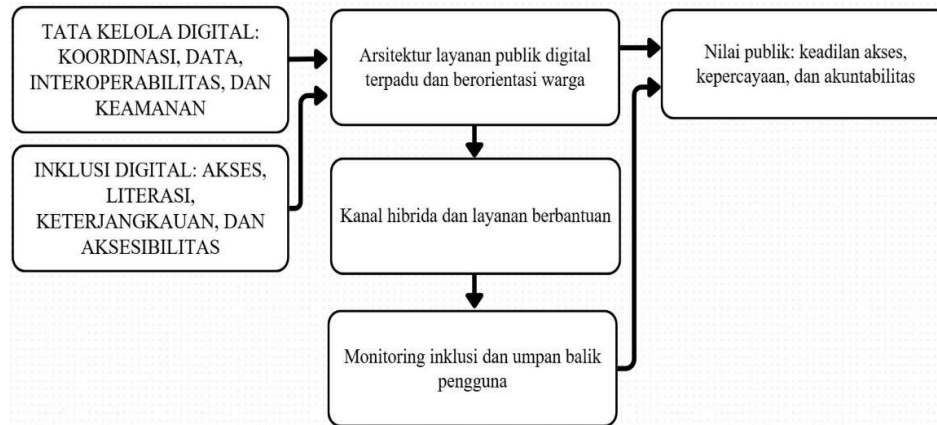 TATA KELOLA DIGITAL:
KOORDINASI, DATA,
INTEROPERABILITAS, DAN
KEAMANAN
INKLUSI DIGITAL: AKSES,
LITERASI,
KETERJANGKAUAN, DAN
AKSESIBILITAS
Arsitektur layanan publik digital
terpadu dan berorientasi warga
Kanal hibrida dan layanan berbantuan
Monitoring inklusi dan umpan balik
pengguna
Nilai publik: keadilan akses,
kepercayaan, dan akuntabilitas